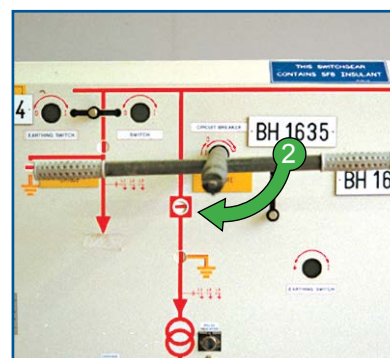 THIS SWITCHGEAR
CONTAINS SF6 INSULANT
4
EARTHING SWITCH
SWITCH
CIRCUIT BREAKER
BH 1635
2
BH 16
EARTHING SWITCH